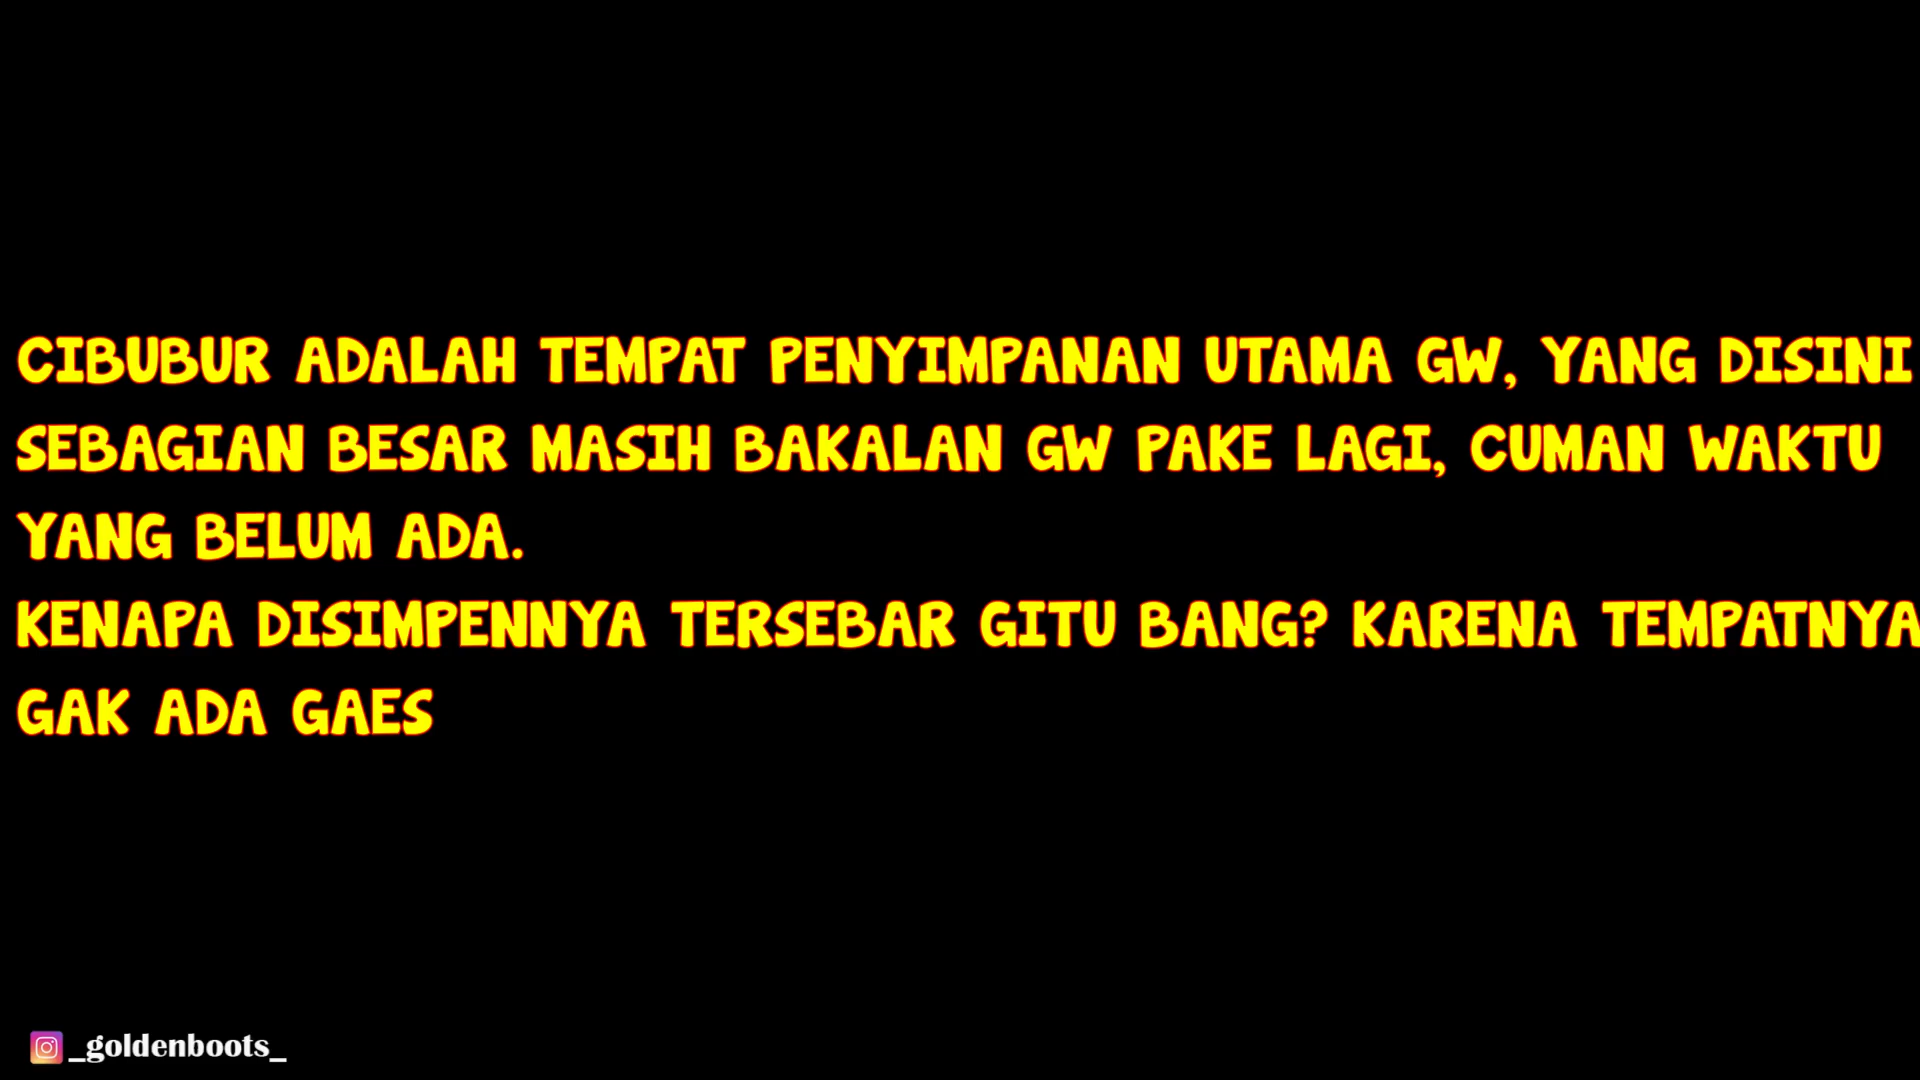 CIBUBUR ADALAH TEMPAT PENYIMPANAN UTAMA GW, YANG DISINI
SEBAGIAN BESAR MASIH BAKALAN GW PAKE LAGI, CUMAN WAKTU
YANG BELUM ADA.
KENAPA DISIMPENNYA TERSEBAR GITU BANG? KARENA TEMPATNYA
GAK ADA GAES
_goldenboots_